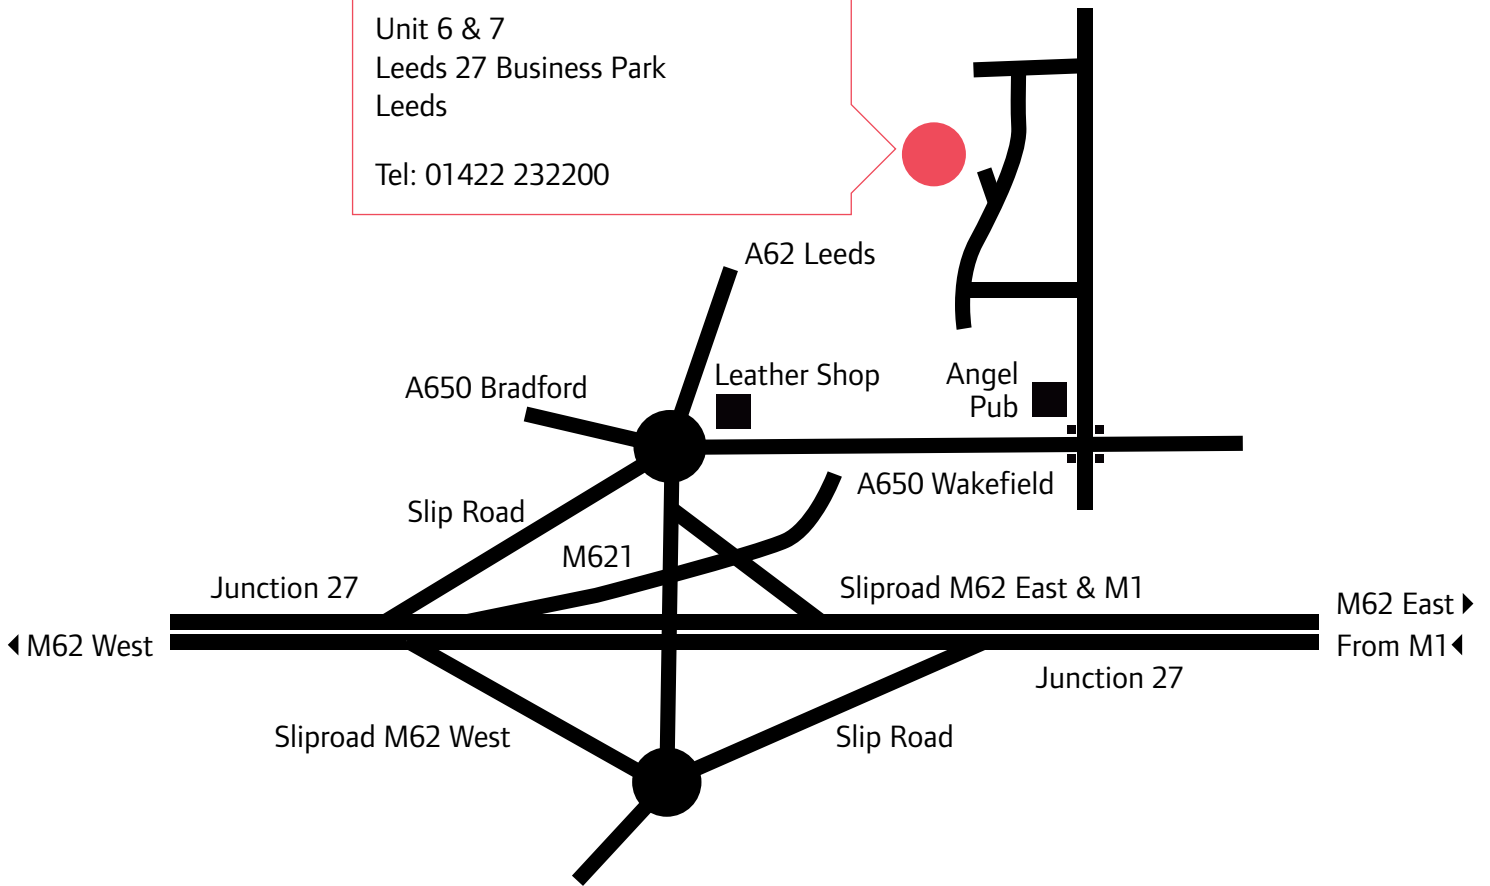 Unit 6 & 7
Leeds 27 Business Park
Leeds
Tel: 01422 232200
A62 Leeds
A650 Bradford
Leather Shop
Angel
Pub
A650 Wakefield
Slip Road
M621
Junction 27
Sliproad M62 East & M1
M62 East
M62 West
From M1
Junction 27
Sliproad M62 West
Slip Road